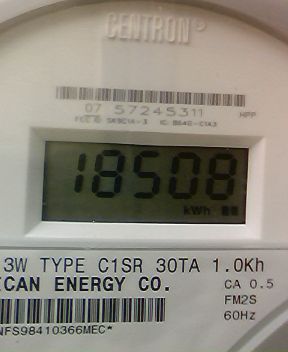 CENTRON®
07 57245311 HPP
18508
kWh
3W TYPE C1SR 30TA 1.0Kh
ICAN ENERGY CO. CA 0.5
FM2S
NFS98410366MEC* 60Hz